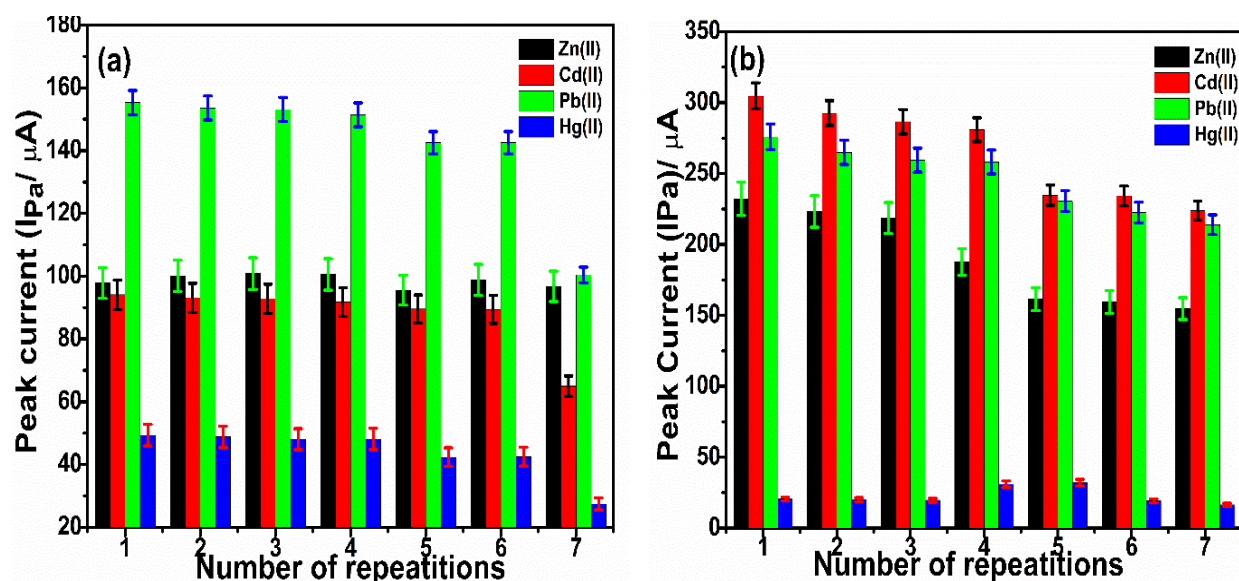 (a)
Zn(II)
Cd(II)
Pb(II)
Hg(II)
Peak current (IPa/ µA)
180
160
140
120
100
80
60
40
20
1 2 3 4 5 6 7
Number of repeatitions
(b)
Zn(II)
Cd(II)
Pb(II)
Hg(II)
Peak Current (IPa)/ µA
350
300
250
200
150
100
50
0
1 2 3 4 5 6 7
Number of repeatitions